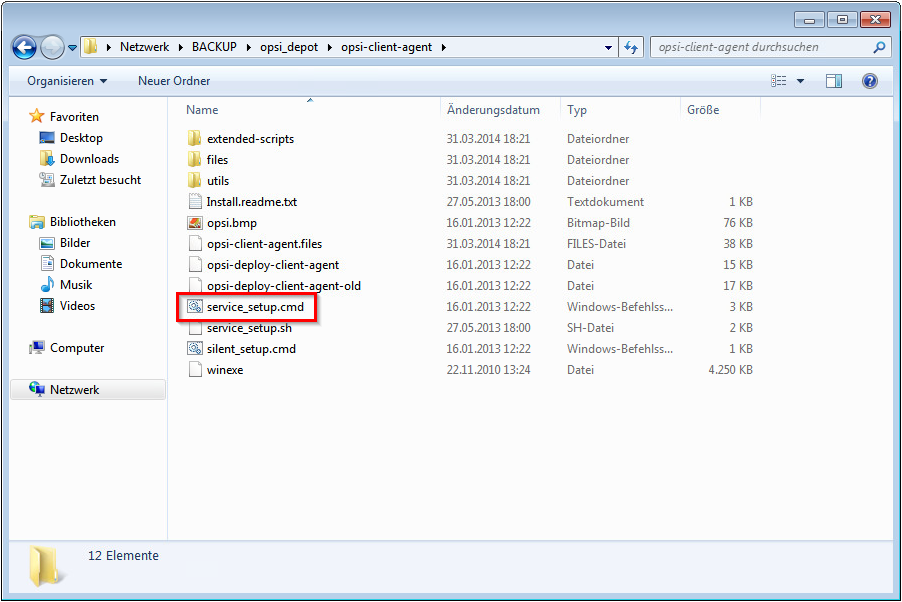 Netzwerk BACKUP opsi_depot opsi-client-agent opsi-client-agent durchsuchen
Organisieren Neuer Ordner
Name Änderungsdatum Typ Größe
Favoriten
Desktop
Downloads
Zuletzt besucht
Bibliotheken
Bilder
Dokumente
Musik
Videos
Computer
Netzwerk
extended-scripts 31.03.2014 18:21 Dateiordner
files 31.03.2014 18:21 Dateiordner
utils 31.03.2014 18:21 Dateiordner
Install.readme.txt 27.05.2013 18:00 Textdokument 1 KB
opsi.bmp 16.01.2013 12:22 Bitmap-Bild 76 KB
opsi-client-agent.files 31.03.2014 18:21 FILES-Datei 38 KB
opsi-deploy-client-agent 16.01.2013 12:22 Datei 15 KB
opsi-deploy-client-agent-old 16.01.2013 12:22 Datei 17 KB
service_setup.cmd 16.01.2013 12:22 Windows-Befehlss... 3 KB
service_setup.sh 27.05.2013 18:00 SH-Datei 2 KB
silent_setup.cmd 16.01.2013 12:22 Windows-Befehlss... 1 KB
winexe 22.11.2010 13:24 Datei 4.250 KB
12 Elemente